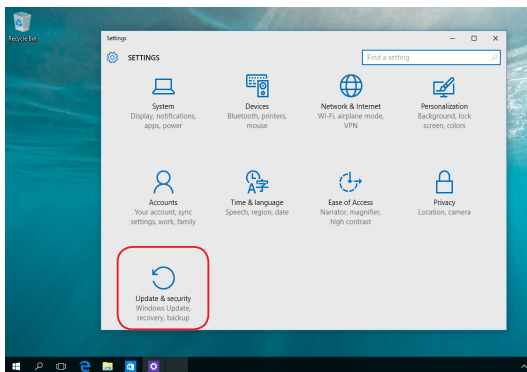 Recycle Bin
Settings
SETTINGS
Find a setting
System
Display, notifications,
apps, power
Devices
Bluetooth, printers,
mouse
Network & Internet
Wi-Fi, airplane mode,
VPN
Personalization
Background, lock
screen, colors
Accounts
Your account, sync
settings, work, family
Time & language
Speech, region, date
Ease of Access
Narrator, magnifier,
high contrast
Privacy
Location, camera
Update & security
Windows Update,
recovery, backup